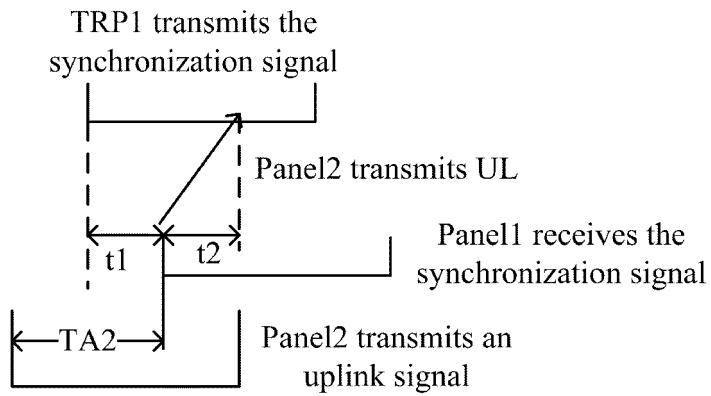 TRP1 transmits the
synchronization signal
Panel2 transmits UL
t1
t2
Panel1 receives the
synchronization signal
TA2
Panel2 transmits an
uplink signal